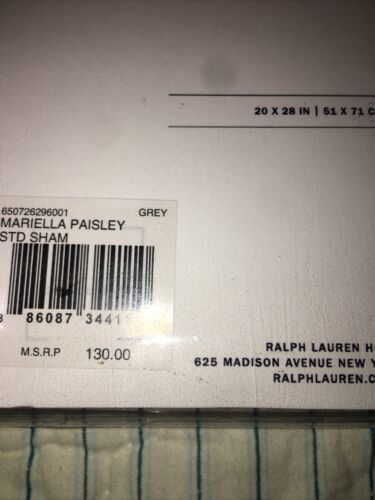 20 X 28 IN | 51 X 71 C
650726296001 GREY
MARIELLA PAISLEY
STD SHAM
86087 3441
M.S.R.P 130.00
RALPH LAUREN HO
625 MADISON AVENUE NEW Y
RALPHLAUREN.C